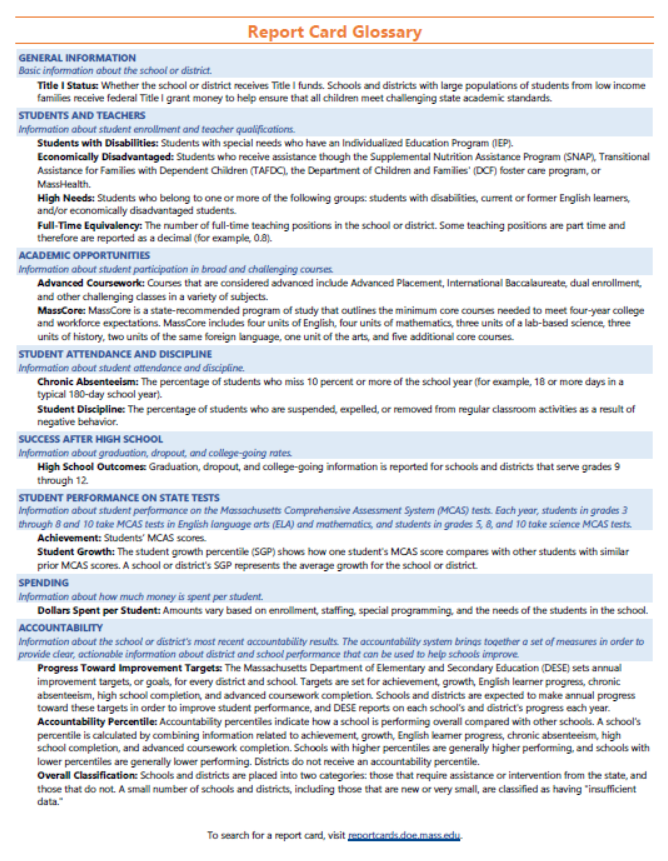 Report Card Glossary
GENERAL INFORMATION
Basic information about the school or district.
Title I Status: Whether the school or district receives Title I funds. Schools and districts with large populations of students from low income
families receive federal Title I grant money to help ensure that all children meet challenging state academic standards.
STUDENTS AND TEACHERS
Information about student enrollment and teacher qualifications.
Students with Disabilities: Students with special needs who have an Individualized Education Program (IEP).
Economically Disadvantaged: Students who receive assistance though the Supplemental Nutrition Assistance Program (SNAP), Transitional
Assistance for Families with Dependent Children (TAFDC), the Department of Children and Families' (DCF) foster care program, or
MassHealth.
High Needs: Students who belong to one or more of the following groups: students with disabilities, current or former English learners,
and/or economically disadvantaged students.
Full-Time Equivalency: The number of full-time teaching positions in the school or district. Some teaching positions are part time and
therefore are reported as a decimal (for example, 0.8).
ACADEMIC OPPORTUNITIES
Information about student participation in broad and challenging courses.
Advanced Coursework: Courses that are considered advanced include Advanced Placement, International Baccalaureate, dual enrollment,
and other challenging classes in a variety of subjects.
MassCore: MassCore is a state-recommended program of study that outlines the minimum core courses needed to meet four-year college
and workforce expectations. MassCore includes four units of English, four units of mathematics, three units of a lab-based science, three
units of history, two units of the same foreign language, one unit of the arts, and five additional core courses.
STUDENT ATTENDANCE AND DISCIPLINE
Information about student attendance and discipline.
Chronic Absenteeism: The percentage of students who miss 10 percent or more of the school year (for example, 18 or more days in a
typical 180-day school year).
Student Discipline: The percentage of students who are suspended, expelled, or removed from regular classroom activities as a result of
negative behavior.
SUCCESS AFTER HIGH SCHOOL
Information about graduation, dropout, and college-going rates.
High School Outcomes: Graduation, dropout, and college-going information is reported for schools and districts that serve grades 9
through 12.
STUDENT PERFORMANCE ON STATE TESTS
Information about student performance on the Massachusetts Comprehensive Assessment System (MCAS) tests. Each year, students in grades 3
through 8 and 10 take MCAS tests in English language arts (ELA) and mathematics, and students in grades 5, 8, and 10 take science MCAS tests.
Achievement: Students' MCAS scores.
Student Growth: The student growth percentile (SGP) shows how one student's MCAS score compares with other students with similar
prior MCAS scores. A school or district's SGP represents the average growth for the school or district.
SPENDING
Information about how much money is spent per student.
Dollars Spent per Student: Amounts vary based on enrollment, staffing, special programming, and the needs of the students in the school.
ACCOUNTABILITY
Information about the school or district's most recent accountability results. The accountability system brings together a set of measures in order to
provide clear, actionable information about district and school performance that can be used to help schools improve.
Progress Toward Improvement Targets: The Massachusetts Department of Elementary and Secondary Education (DESE) sets annual
improvement targets, or goals, for every district and school. Targets are set for achievement, growth, English learner progress, chronic
absenteeism, high school completion, and advanced coursework completion. Schools and districts are expected to make annual progress
toward these targets in order to improve student performance, and DESE reports on each school's and district's progress each year.
Accountability Percentile: Accountability percentiles indicate how a school is performing overall compared with other schools. A school's
percentile is calculated by combining information related to achievement, growth, English learner progress, chronic absenteeism, high
school completion, and advanced coursework completion. Schools with higher percentiles are generally higher performing, and schools with
lower percentiles are generally lower performing. Districts do not receive an accountability percentile.
Overall Classification: Schools and districts are placed into two categories: those that require assistance or intervention from the state, and
those that do not. A small number of schools and districts, including those that are new or very small, are classified as having "insufficient
data."
To search for a report card, visit reportcards.doe.mass.edu.